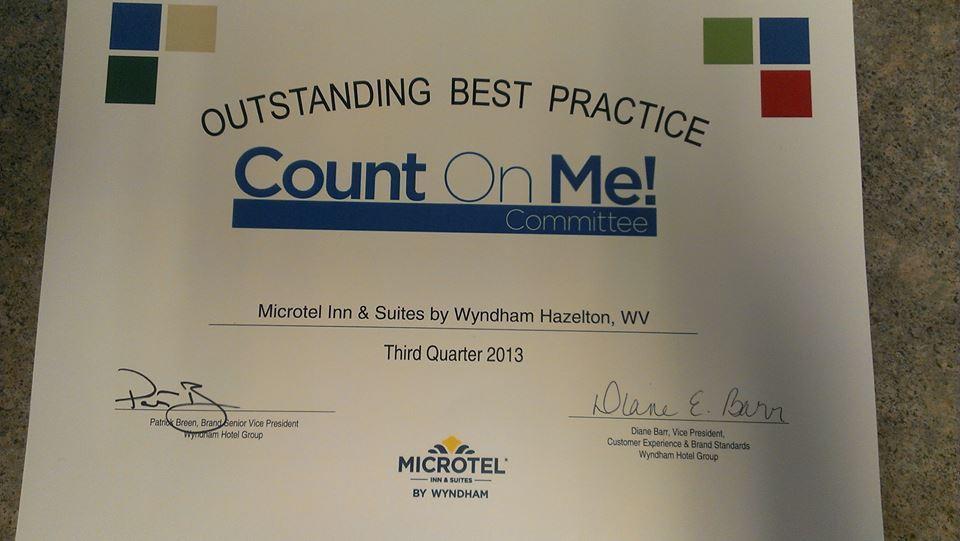 OUTSTANDING BEST PRACTICE
Count On Me!
Committee
Microtel Inn & Suites by Wyndham Hazelton, WV
Third Quarter 2013
Diane E. Barr
Patrick Breen, Brand Senior Vice President
Wyndham Hotel Group
Diane Barr, Vice President,
Customer Experience & Brand Standards
Wyndham Hotel Group
MICROTEL
INN & SUITES
BY WYNDHAM